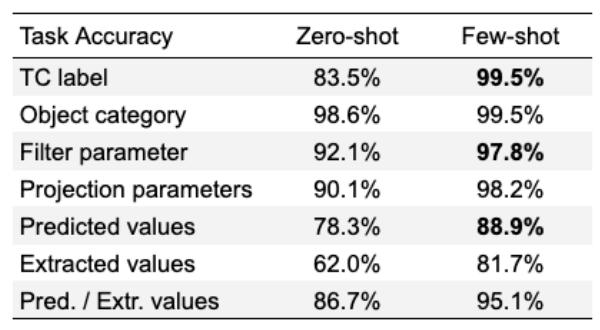 Task Accuracy Zero-shot Few-shot
TC label 83.5% 99.5%
Object category 98.6% 99.5%
Filter parameter 92.1% 97.8%
Projection parameters 90.1% 98.2%
Predicted values 78.3% 88.9%
Extracted values 62.0% 81.7%
Pred. / Extr. values 86.7% 95.1%